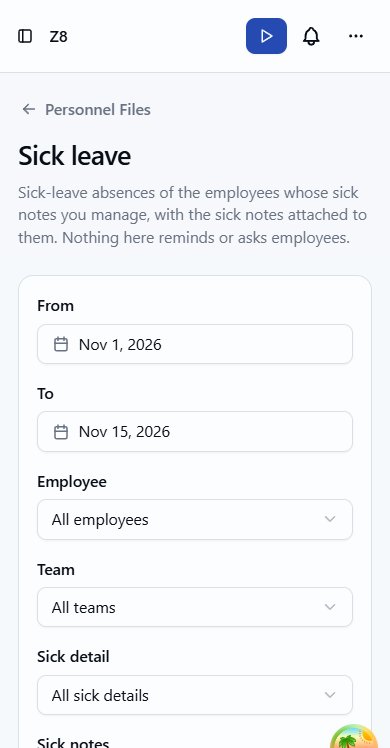 Z8
Personnel Files
Sick leave
Sick-leave absences of the employees whose sick
notes you manage, with the sick notes attached to
them. Nothing here reminds or asks employees.
From
Nov 1, 2026
To
Nov 15, 2026
Employee
All employees
Team
All teams
Sick detail
All sick details
Sick notes